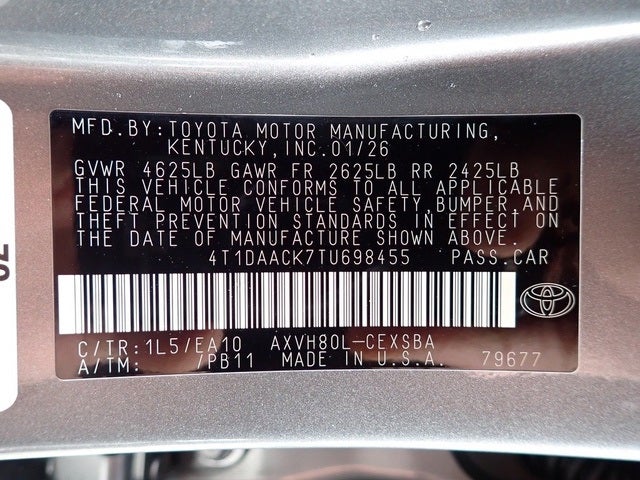 MFD.BY:TOYOTA MOTOR MANUFACTURING,
KENTUCKY,INC.01/26
GVWR 4625LB GAWR FR 2625LB RR 2425LB
THIS VEHICLE CONFORMS TO ALL APPLICABLE
FEDERAL MOTOR VEHICLE SAFETY,BUMPER,AND
THEFT PREVENTION STANDARDS IN EFFECT ON
THE DATE OF MANUFACTURE SHOWN ABOVE.
4T1DAACK7TU698455 PASS.CAR
C/TR:1L5/EA10 AXVH80L-CEXSBA
A/TM: /PB11 MADE IN U.S.A. 79677